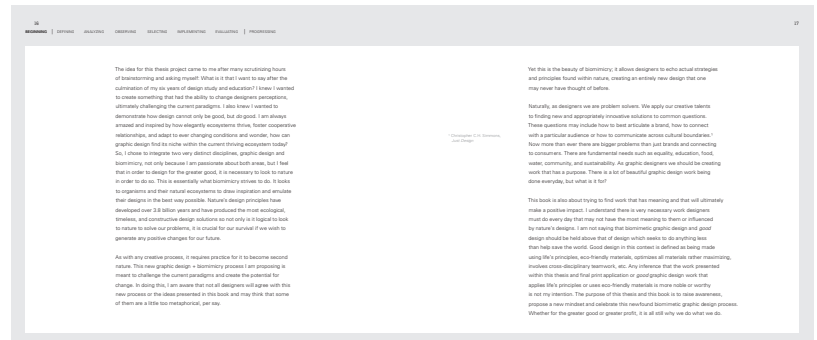 16
17
BEGINNING | DEFINING ANALYZING OBSERVING SELECTING IMPLEMENTING EVALUATING | PROGRESSING
The idea for this thesis project came to me after many scrutinizing hours
of brainstorming and asking myself: What is it that I want to say after the
culmination of my six years of design study and education? I knew I wanted
to create something that had the ability to change designers perceptions,
ultimately challenging the current paradigms. I also knew I wanted to
demonstrate how design cannot only be good, but do good. I am always
amazed and inspired by how elegantly ecosystems thrive, foster cooperative
relationships, and adapt to ever changing conditions and wonder, how can
graphic design find its niche within the current thriving ecosystem today?
So, I chose to integrate two very distinct disciplines, graphic design and
biomimicry, not only because I am passionate about both areas, but I feel
that in order to design for the greater good, it is necessary to look to nature
in order to do so. This is essentially what biomimicry strives to do. It looks
to organisms and their natural ecosystems to draw inspiration and emulate
their designs in the best way possible. Nature's design principles have
developed over 3.8 billion years and have produced the most ecological,
timeless, and constructive design solutions so not only is it logical to look
to nature to solve our problems, it is crucial for our survival if we wish to
generate any positive changes for our future.
As with any creative process, it requires practice for it to become second
nature. This new graphic design + biomimicry process I am proposing is
meant to challenge the current paradigms and create the potential for
change. In doing this, I am aware that not all designers will agree with this
new process or the ideas presented in this book and may think that some
of them are a little too metaphorical, per say.
¹ Christopher C.H. Simmons,
Just Design
Yet this is the beauty of biomimicry; it allows designers to echo actual strategies
and principles found within nature, creating an entirely new design that one
may never have thought of before.
Naturally, as designers we are problem solvers. We apply our creative talents
to finding new and appropriately innovative solutions to common questions.
These questions may include how to best articulate a brand, how to connect
with a particular audience or how to communicate across cultural boundaries.¹
Now more than ever there are bigger problems than just brands and connecting
to consumers. There are fundamental needs such as equality, education, food,
water, community, and sustainability. As graphic designers we should be creating
work that has a purpose. There is a lot of beautiful graphic design work being
done everyday, but what is it for?
This book is also about trying to find work that has meaning and that will ultimately
make a positive impact. I understand there is very necessary work designers
must do every day that may not have the most meaning to them or influenced
by nature's designs. I am not saying that biomimetic graphic design and good
design should be held above that of design which seeks to do anything less
than help save the world. Good design in this context is defined as being made
using life's principles, eco-friendly materials, optimizes all materials rather maximizing,
involves cross-disciplinary teamwork, etc. Any inference that the work presented
within this thesis and final print application or good graphic design work that
applies life's principles or uses eco-friendly materials is more noble or worthy
is not my intention. The purpose of this thesis and this book is to raise awareness,
propose a new mindset and celebrate this newfound biomimetic graphic design process.
Whether for the greater good or greater profit, it is all still why we do what we do.